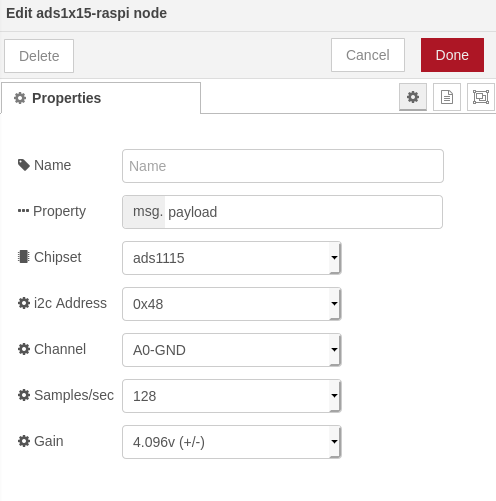 Edit ads1x15-raspi node
Delete Cancel Done
Properties
Name Name
Property msg. payload
Chipset ads1115
i2c Address 0x48
Channel A0-GND
Samples/sec 128
Gain 4.096v (+/-)